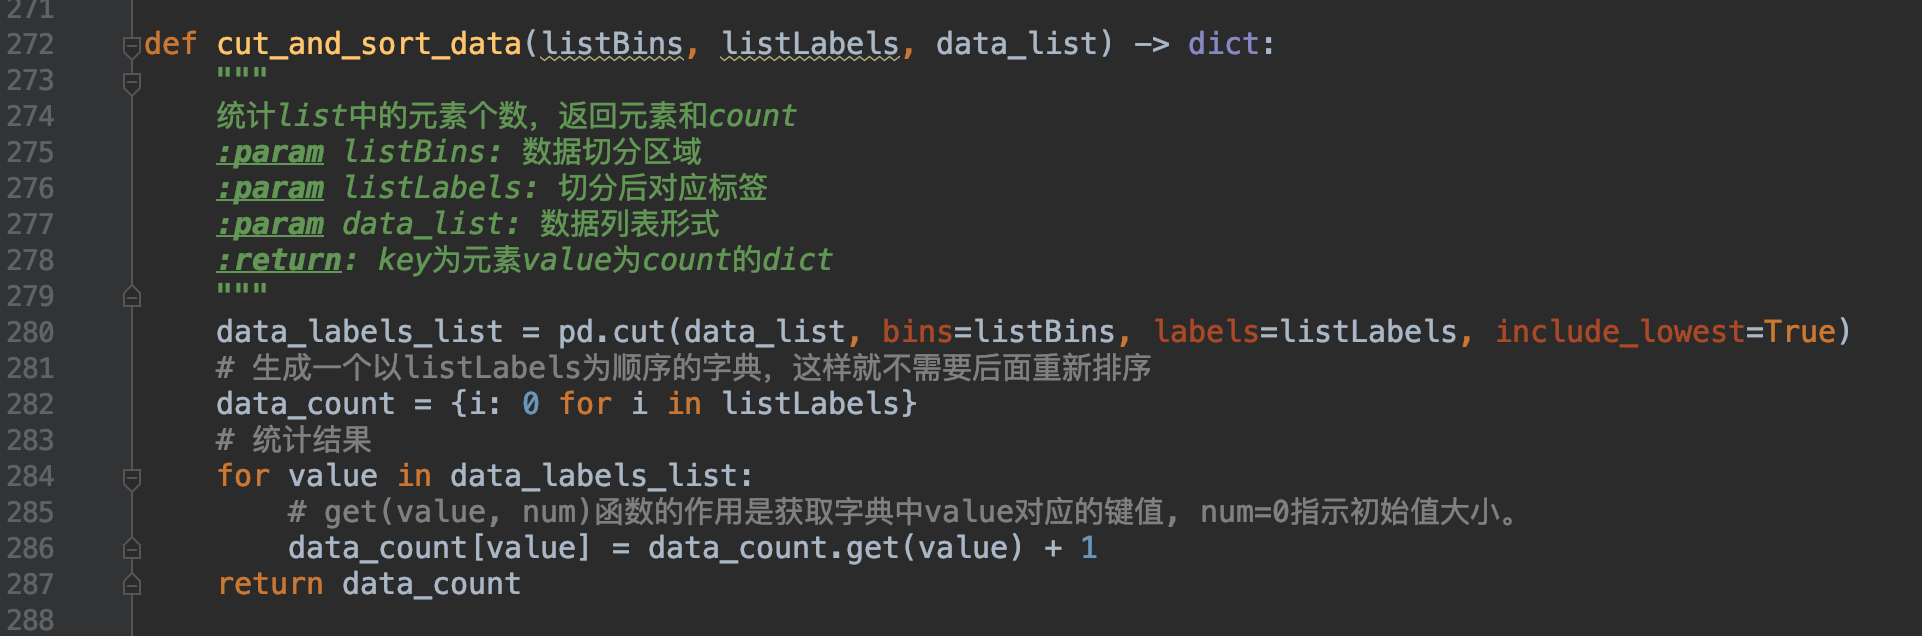 271
272 def cut_and_sort_data(listBins, listLabels, data_list) -> dict:
273 """
274 统计list中的元素个数，返回元素和count
275 :param listBins: 数据切分区域
276 :param listLabels: 切分后对应标签
277 :param data_list: 数据列表形式
278 :return: key为元素value为count的dict
279 """
280 data_labels_list = pd.cut(data_list, bins=listBins, labels=listLabels, include_lowest=True)
281 # 生成一个以listLabels为顺序的字典，这样就不需要后面重新排序
282 data_count = {i: 0 for i in listLabels}
283 # 统计结果
284 for value in data_labels_list:
285 # get(value, num)函数的作用是获取字典中value对应的键值, num=0指示初始值大小。
286 data_count[value] = data_count.get(value) + 1
287 return data_count
288